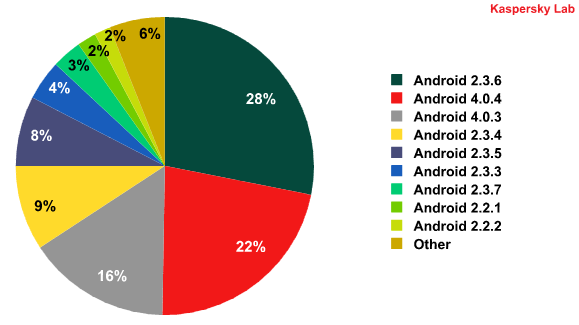 Kaspersky Lab
2%
2%
6%
3%
4%
28%
8%
9%
22%
16%
Android 2.3.6
Android 4.0.4
Android 4.0.3
Android 2.3.4
Android 2.3.5
Android 2.3.3
Android 2.3.7
Android 2.2.1
Android 2.2.2
Other